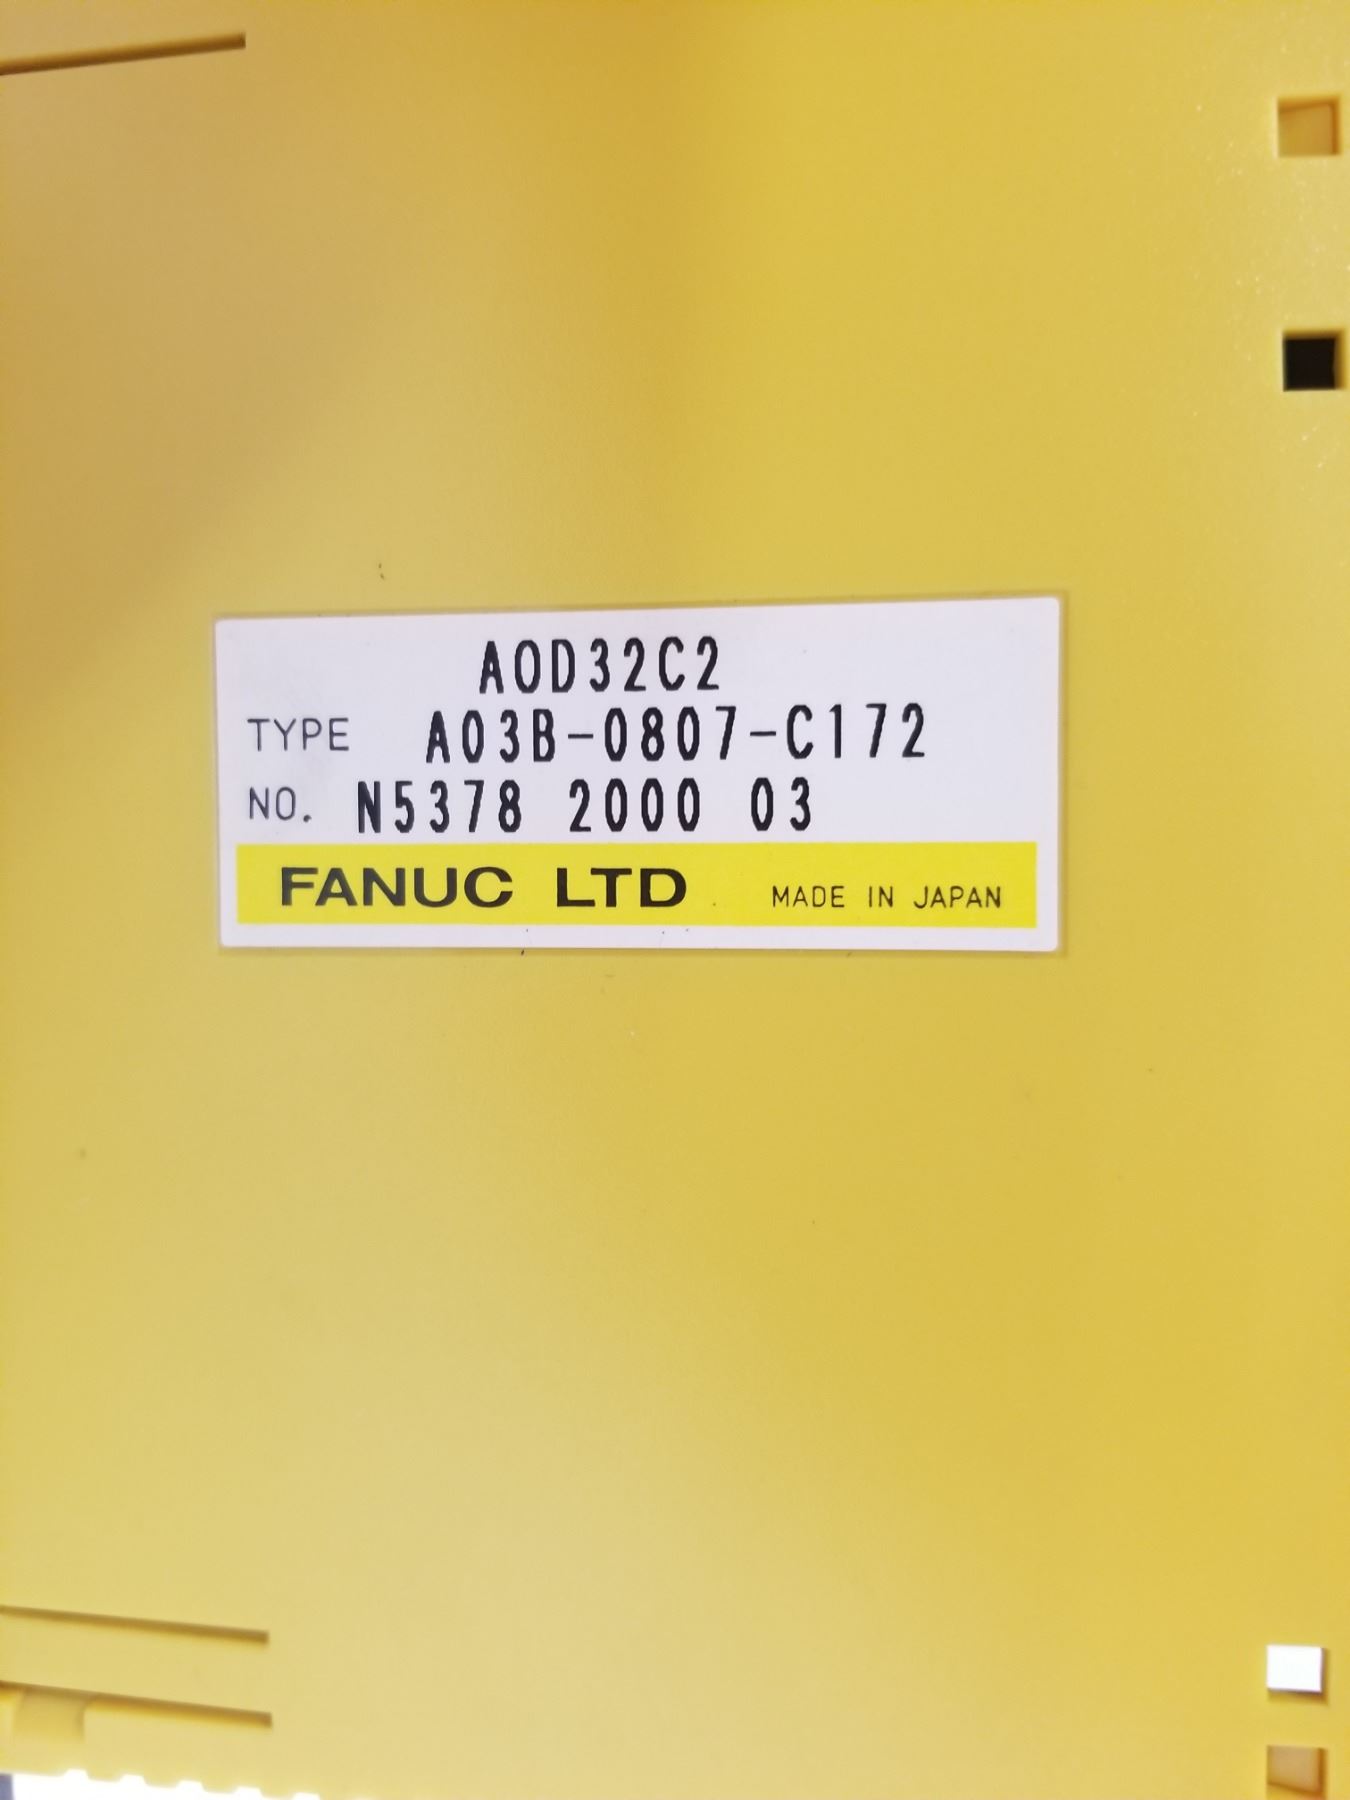 AOD32C2
TYPE A03B-0807-C172
NO. N5378 2000 03
FANUC LTD MADE IN JAPAN